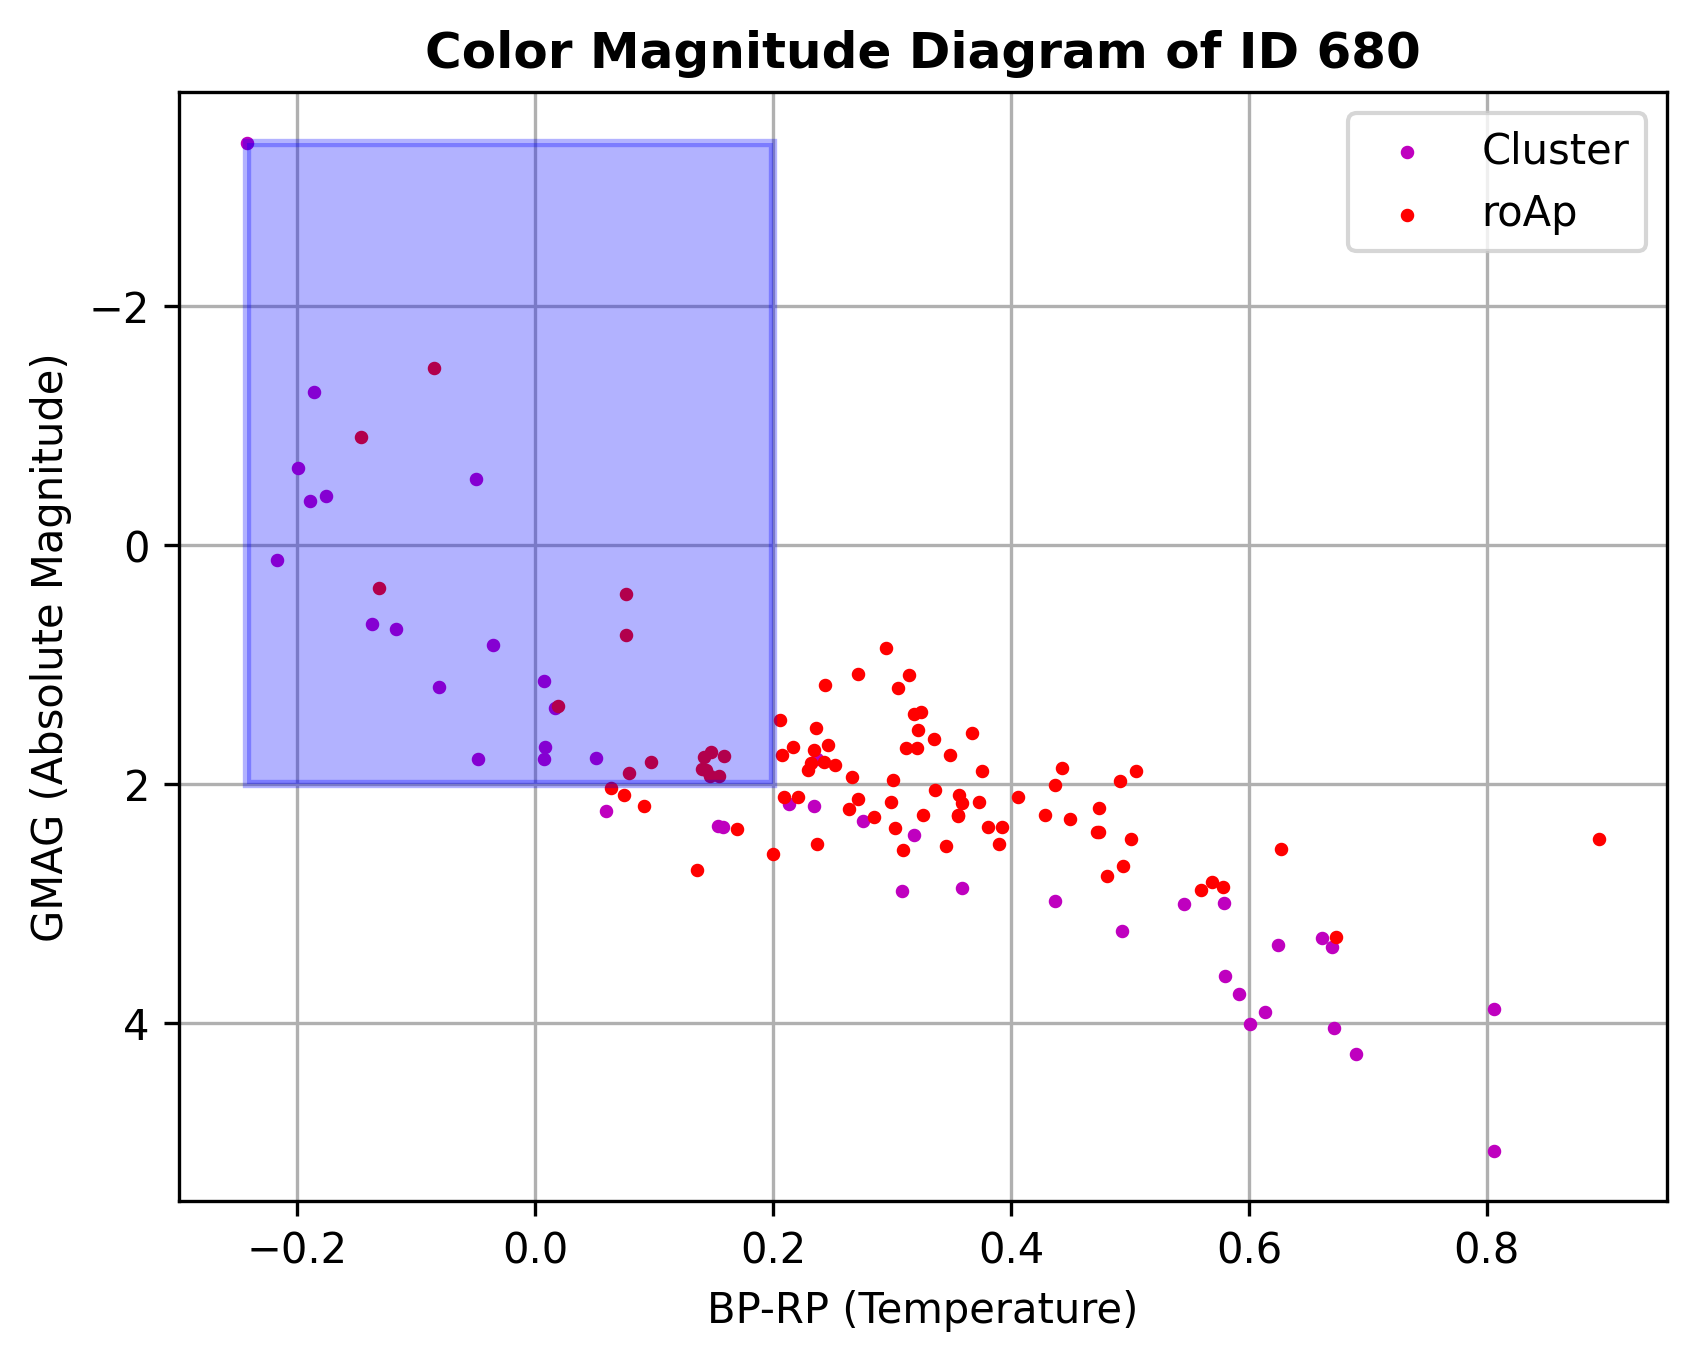 Color Magnitude Diagram of ID 680
Cluster
roAp
−2
0
2
4
GMAG (Absolute Magnitude)
−0.2 0.0 0.2 0.4 0.6 0.8
BP-RP (Temperature)